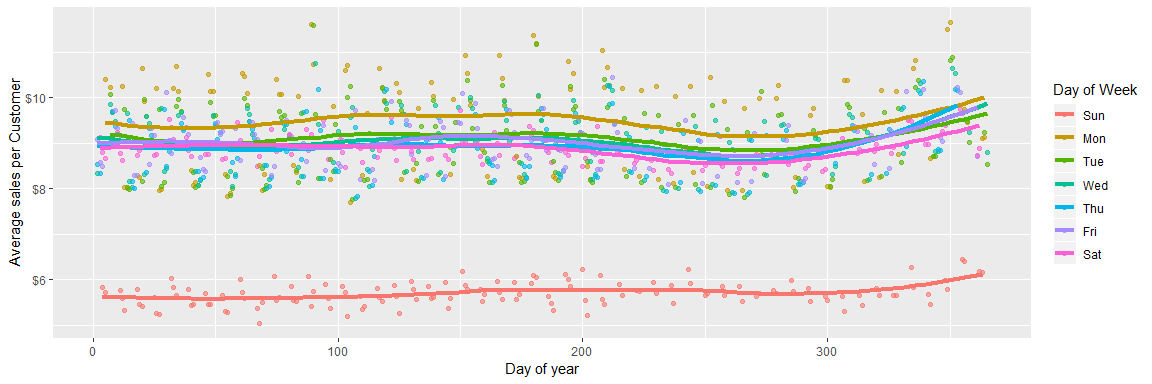 Average sales per Customer
$10
$8
$6
0
100
200
300
Day of year
Day of Week
Sun
Mon
Tue
Wed
Thu
Fri
Sat